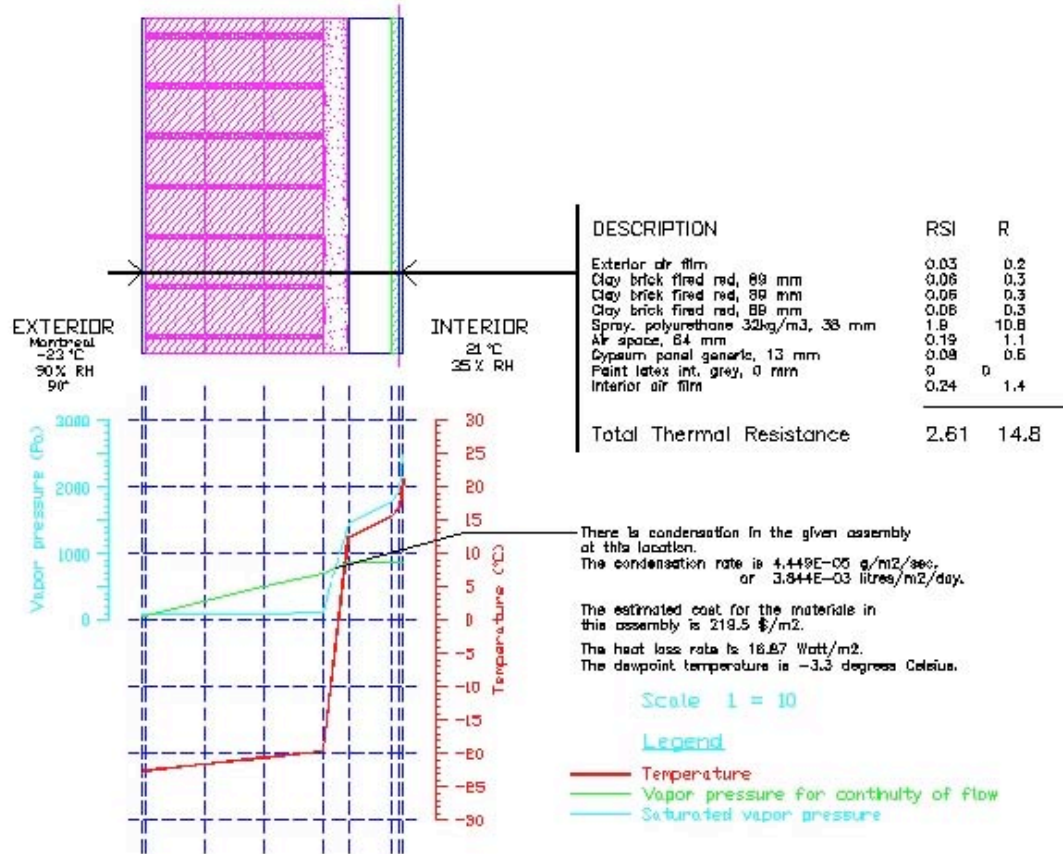 DESCRIPTION RSI R
Exterior air film 0.03 0.2
Clay brick fired red, 89 mm 0.06 0.3
Clay brick fired red, 89 mm 0.06 0.3
Clay brick fired red, 89 mm 0.06 0.3
Spray. polyurethane 32kg/m3, 38 mm 1.9 10.8
Air space, 64 mm 0.19 1.1
Gypsum panel generic, 13 mm 0.08 0.5
Paint latex int. grey, 0 mm 0 0
Interior air film 0.24 1.4
Total Thermal Resistance 2.61 14.8
EXTERIOR
Montreal
-23 °C
90% RH
90°
INTERIOR
21 °C
35% RH
Vapor pressure (Pa)
3000
2000
1000
0
30
25
20
15
10
5
0
-5
-10
-15
-20
-25
-30
Temperature (°C)
There is condensation in the given assembly
at this location.
The condensation rate is 4.449E-05 g/m2/sec.
or 3.844E-03 litres/m2/day.
The estimated cost for the materials in
this assembly is 219.5 $/m2.
The heat loss rate is 16.87 Watt/m2.
The dewpoint temperature is -3.3 degrees Celsius.
Scale 1 = 10
Legend
Temperature
Vapor pressure for continuity of flow
Saturated vapor pressure